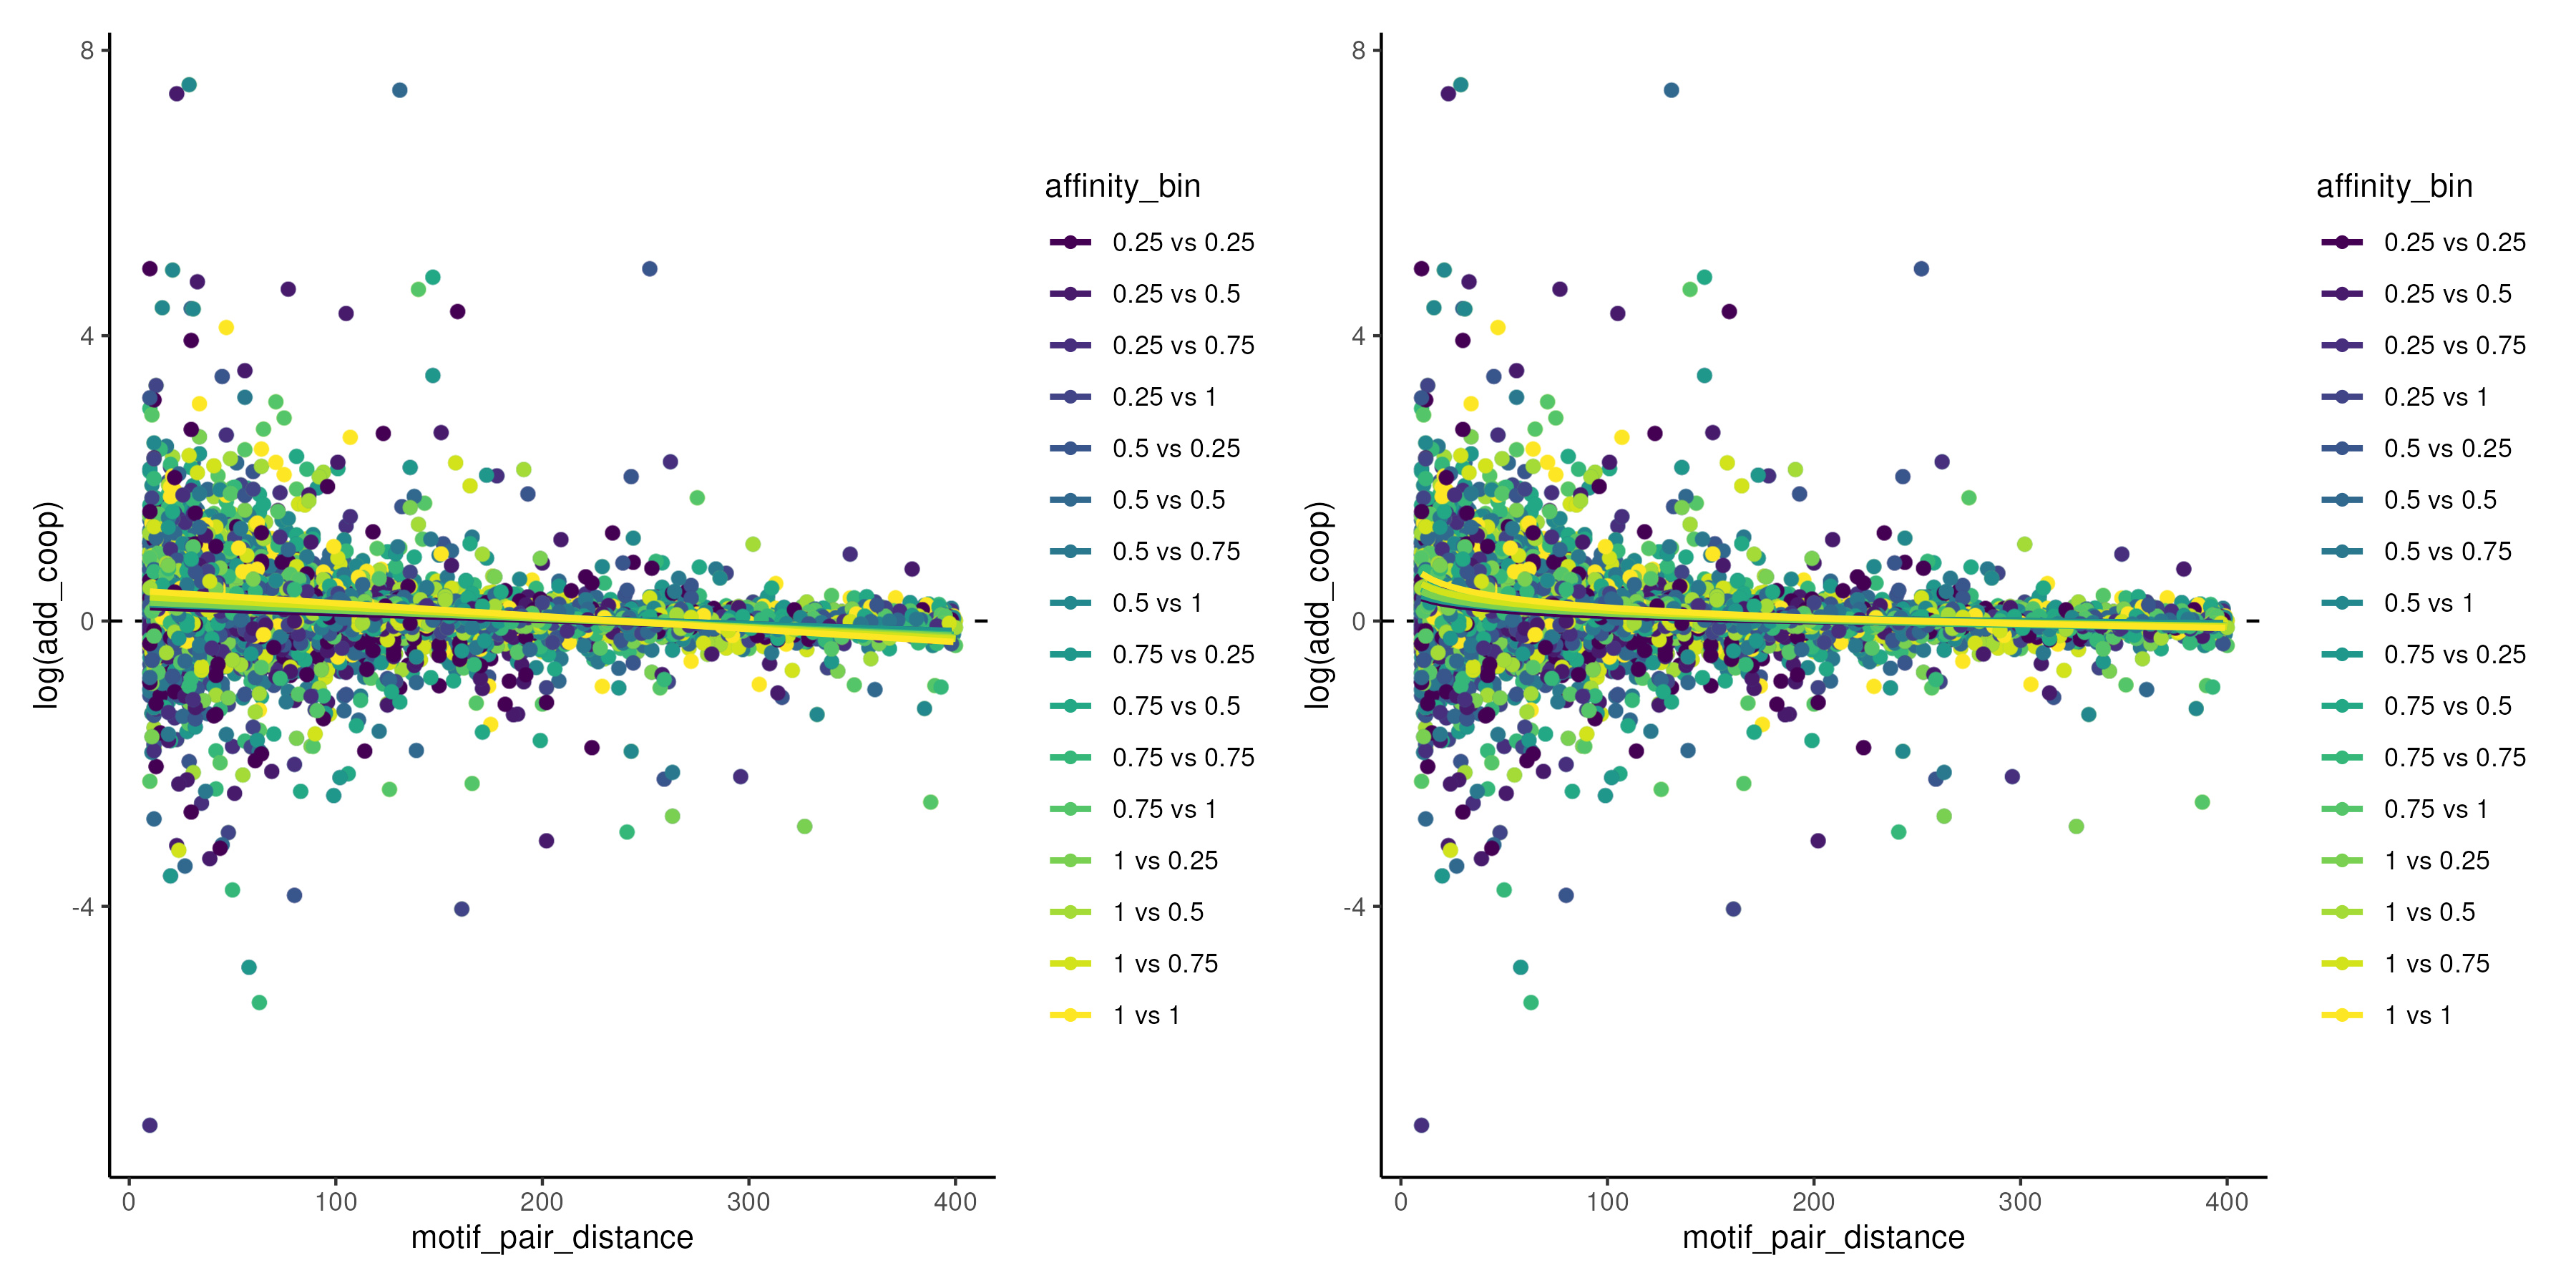 8
4
0
-4
log(add_coop)
0
100
200
300
400
motif_pair_distance
affinity_bin
0.25 vs 0.25
0.25 vs 0.5
0.25 vs 0.75
0.25 vs 1
0.5 vs 0.25
0.5 vs 0.5
0.5 vs 0.75
0.5 vs 1
0.75 vs 0.25
0.75 vs 0.5
0.75 vs 0.75
0.75 vs 1
1 vs 0.25
1 vs 0.5
1 vs 0.75
1 vs 1
8
4
0
-4
log(add_coop)
0
100
200
300
400
motif_pair_distance
affinity_bin
0.25 vs 0.25
0.25 vs 0.5
0.25 vs 0.75
0.25 vs 1
0.5 vs 0.25
0.5 vs 0.5
0.5 vs 0.75
0.5 vs 1
0.75 vs 0.25
0.75 vs 0.5
0.75 vs 0.75
0.75 vs 1
1 vs 0.25
1 vs 0.5
1 vs 0.75
1 vs 1